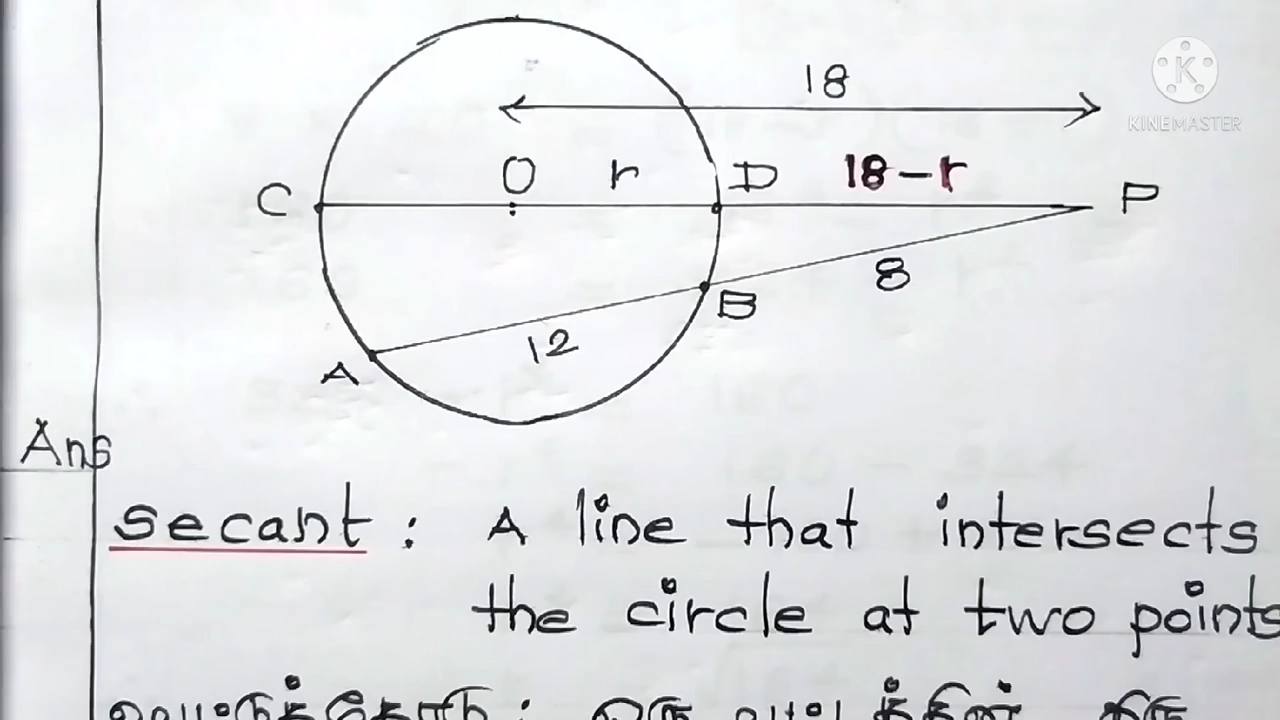 18
C O r D 18-r P
8
B
12
A
Ans
secant : A line that intersects
the circle at two points
KINEMASTER